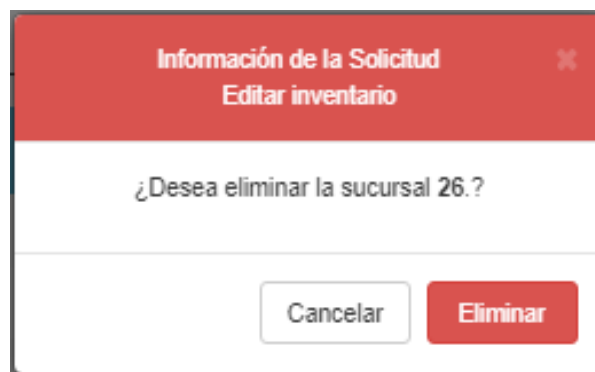 Información de la Solicitud
Editar inventario
¿Desea eliminar la sucursal 26.?
Cancelar
Eliminar